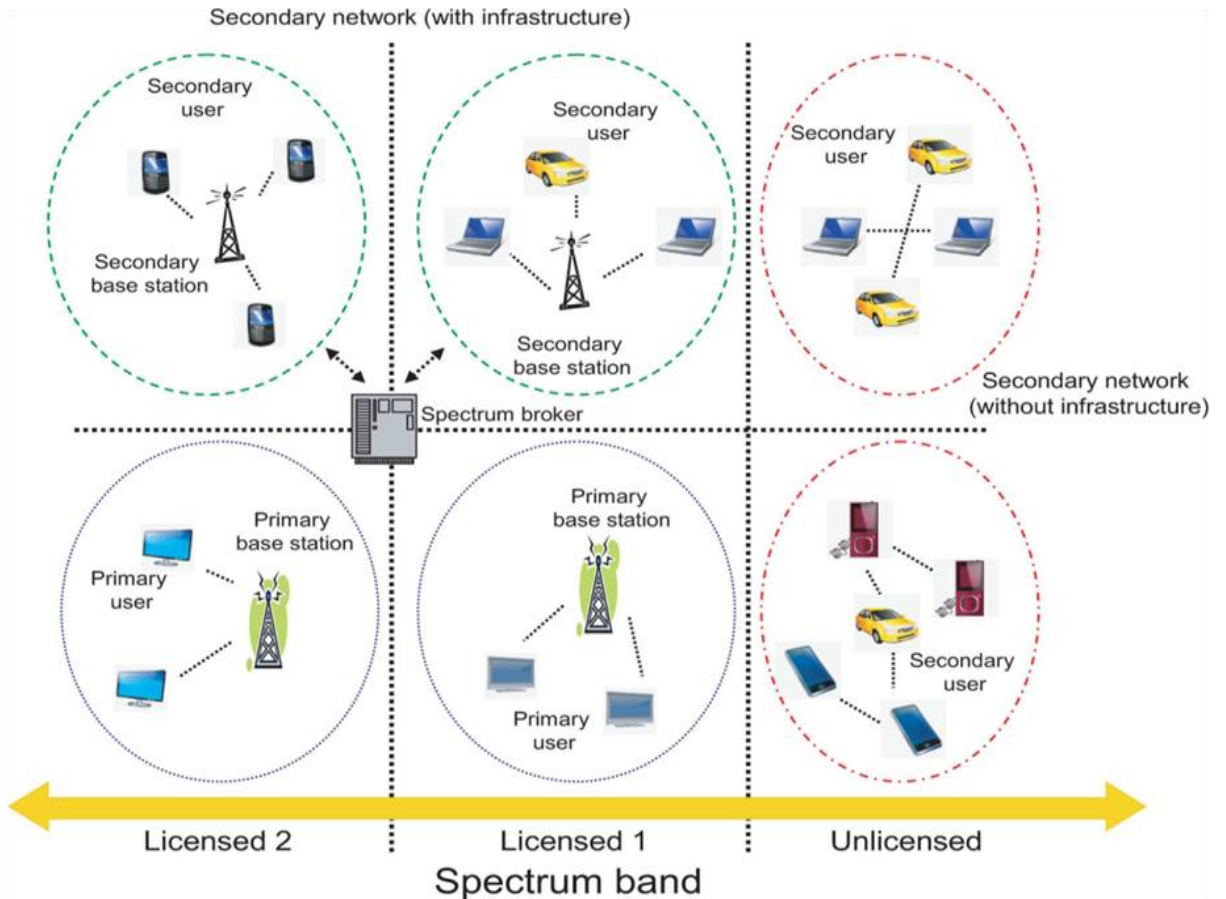 Secondary network (with infrastructure)
Secondary
user
Secondary
base station
Secondary
user
Secondary
base station
Secondary
user
Secondary network
(without infrastructure)
Spectrum broker
Primary
base station
Primary
user
Primary
base station
Primary
user
Secondary
user
Licensed 2
Licensed 1
Unlicensed
Spectrum band